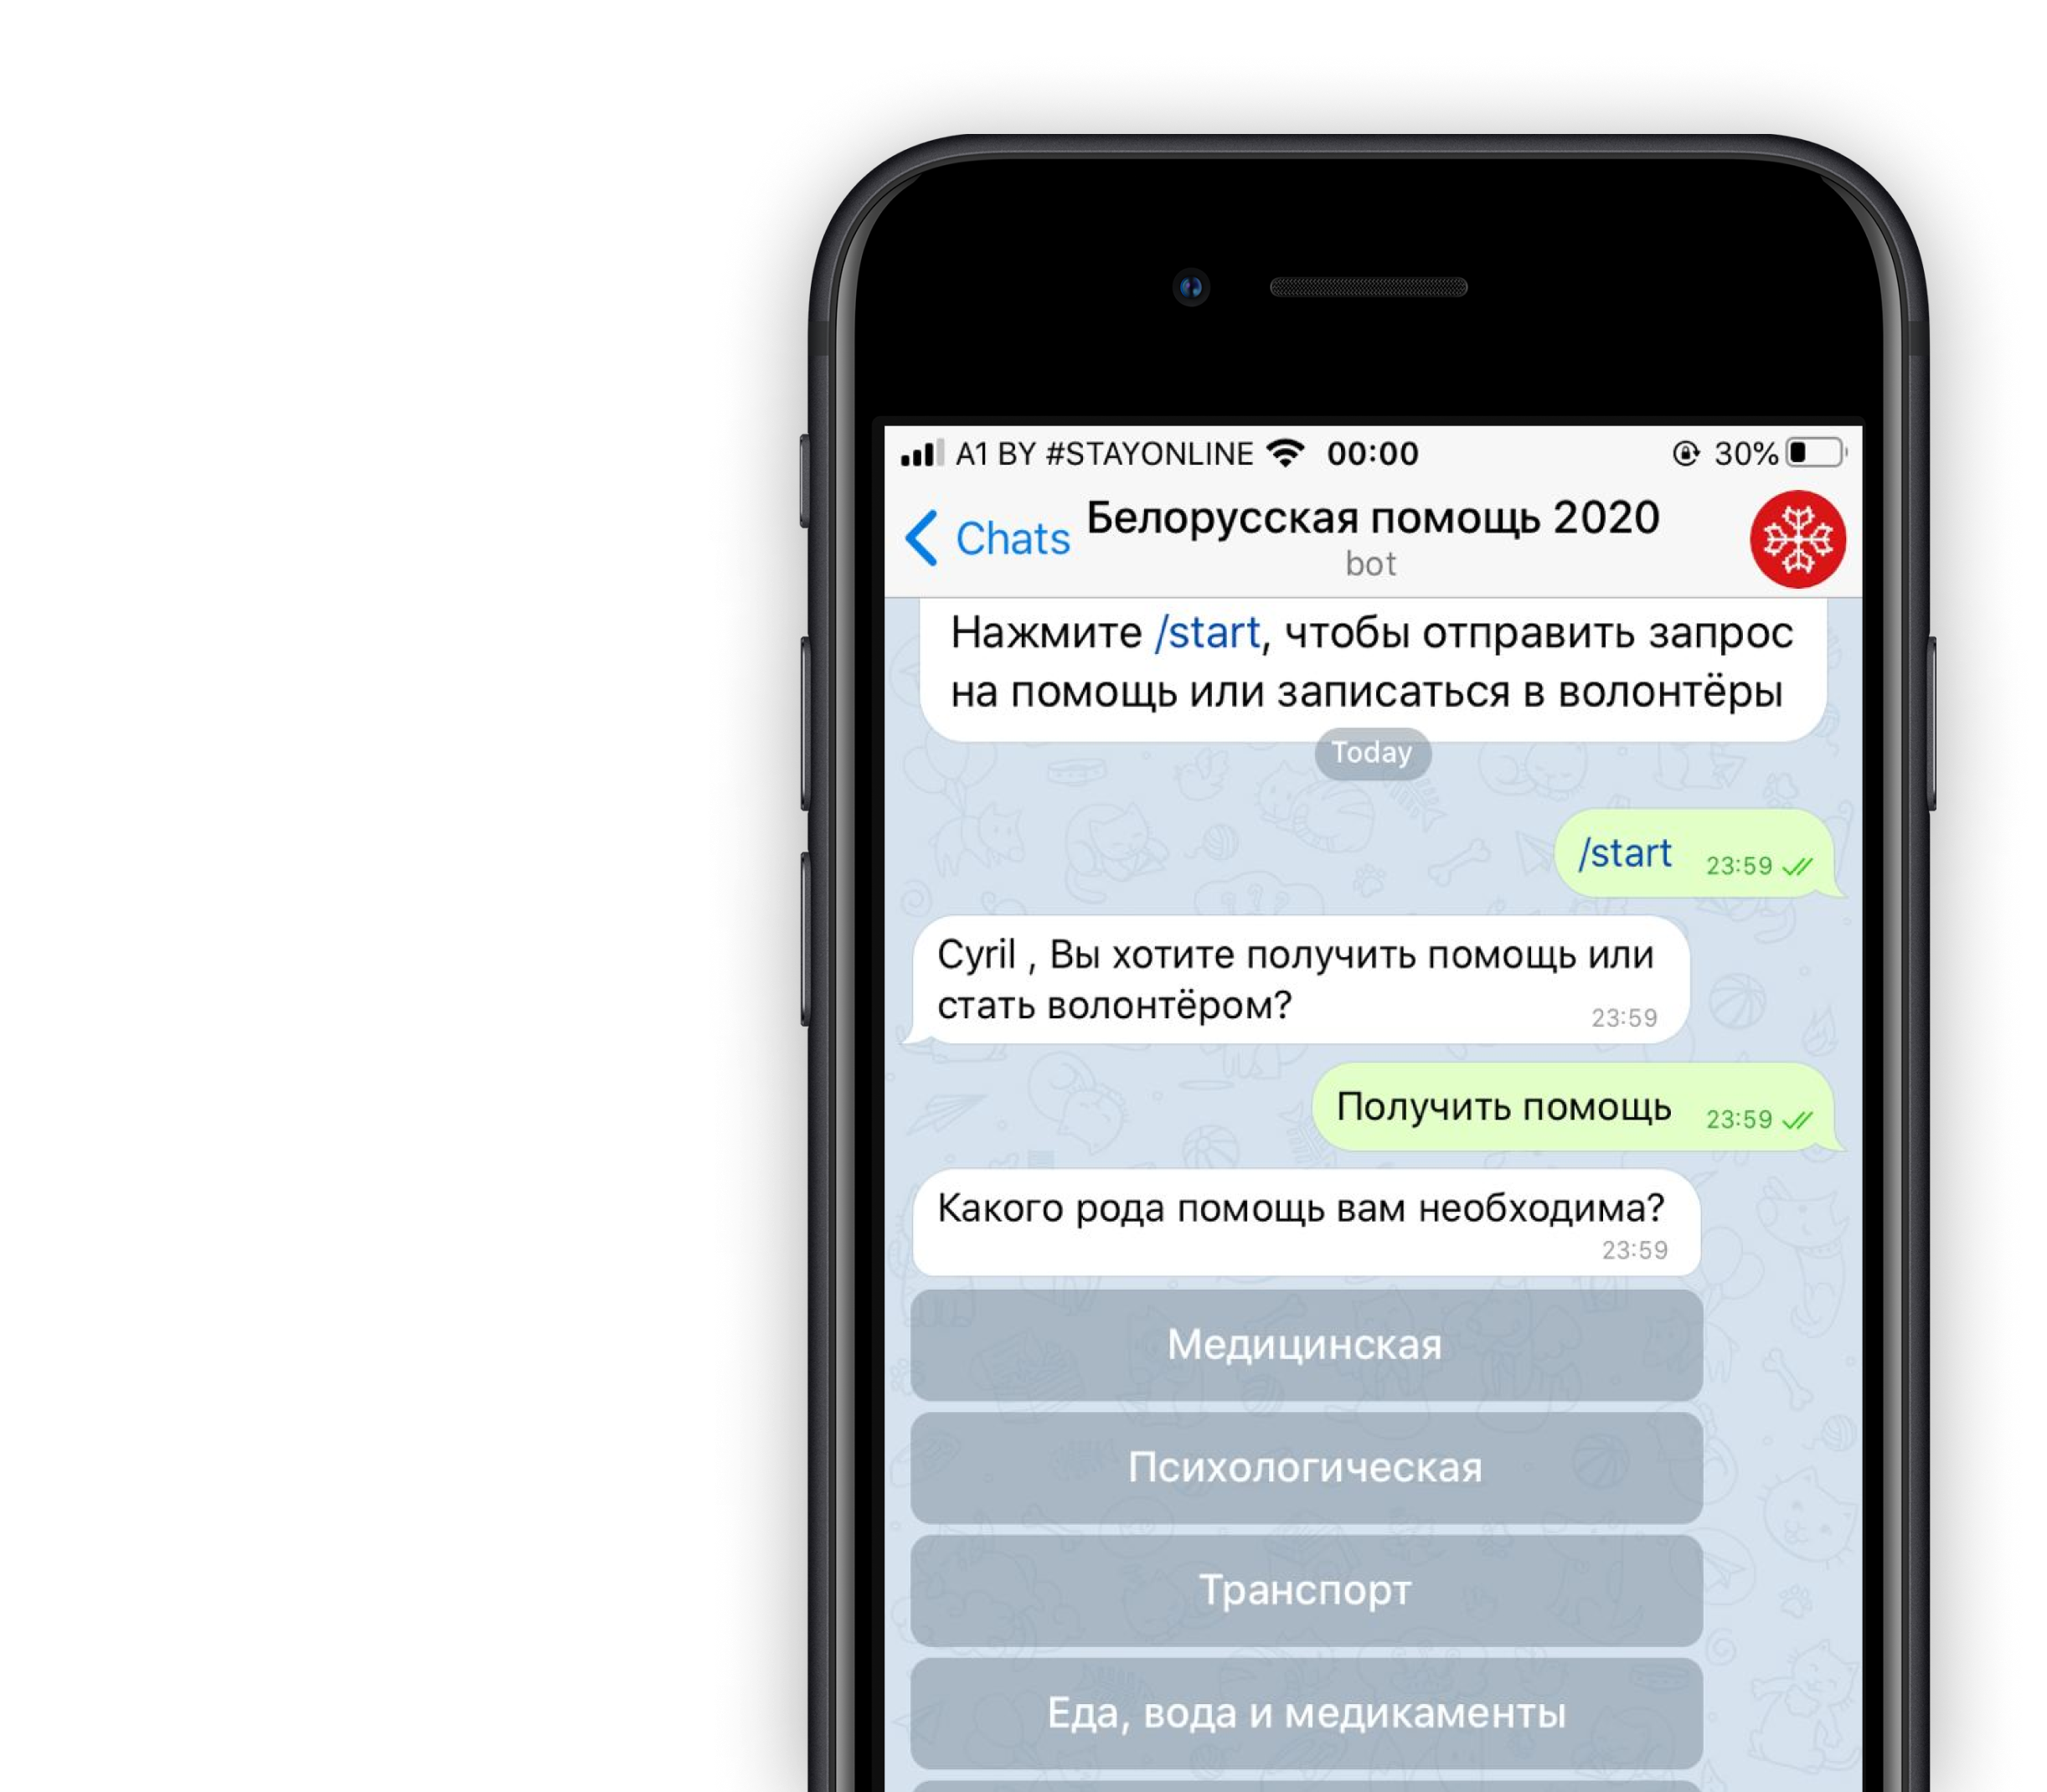 A1 BY #STAYONLINE 00:00 30%
Chats Белорусская помощь 2020
bot
Нажмите /start, чтобы отправить запрос
на помощь или записаться в волонтёры
Today
/start 23:59
Cyril , Вы хотите получить помощь или
стать волонтёром? 23:59
Получить помощь 23:59
Какого рода помощь вам необходима?
23:59
Медицинская
Психологическая
Транспорт
Еда, вода и медикаменты